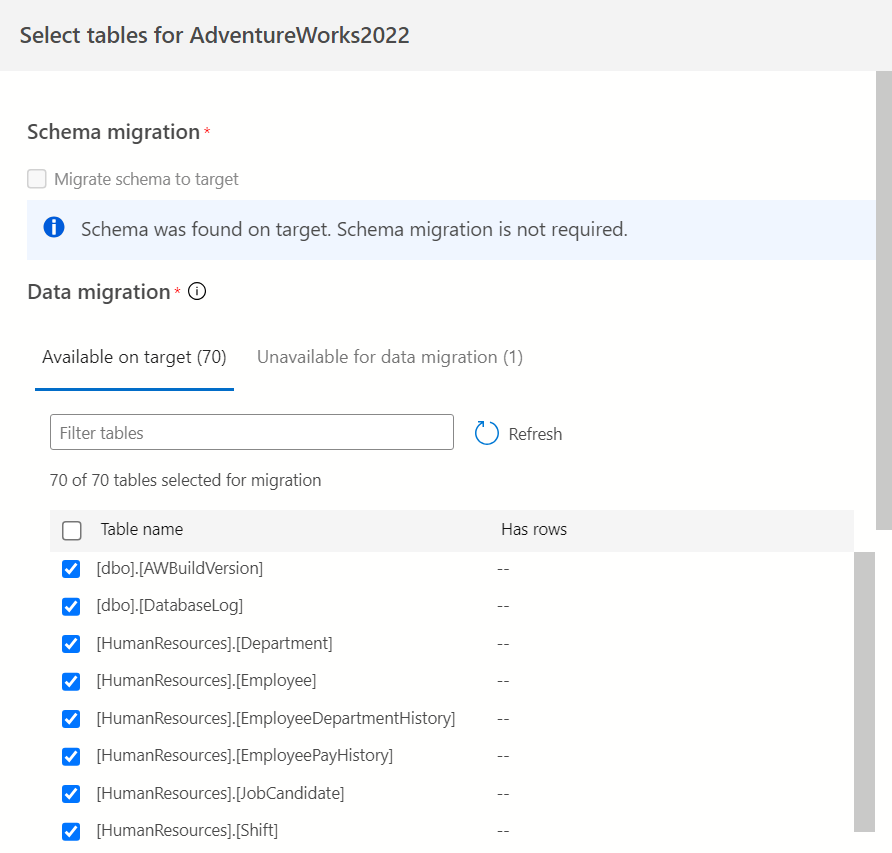 Select tables for AdventureWorks2022
Schema migration *
Migrate schema to target
Schema was found on target. Schema migration is not required.
Data migration *
Available on target (70) Unavailable for data migration (1)
Filter tables Refresh
70 of 70 tables selected for migration
Table name Has rows
[dbo].[AWBuildVersion] --
[dbo].[DatabaseLog] --
[HumanResources].[Department] --
[HumanResources].[Employee] --
[HumanResources].[EmployeeDepartmentHistory] --
[HumanResources].[EmployeePayHistory] --
[HumanResources].[JobCandidate] --
[HumanResources].[Shift] --